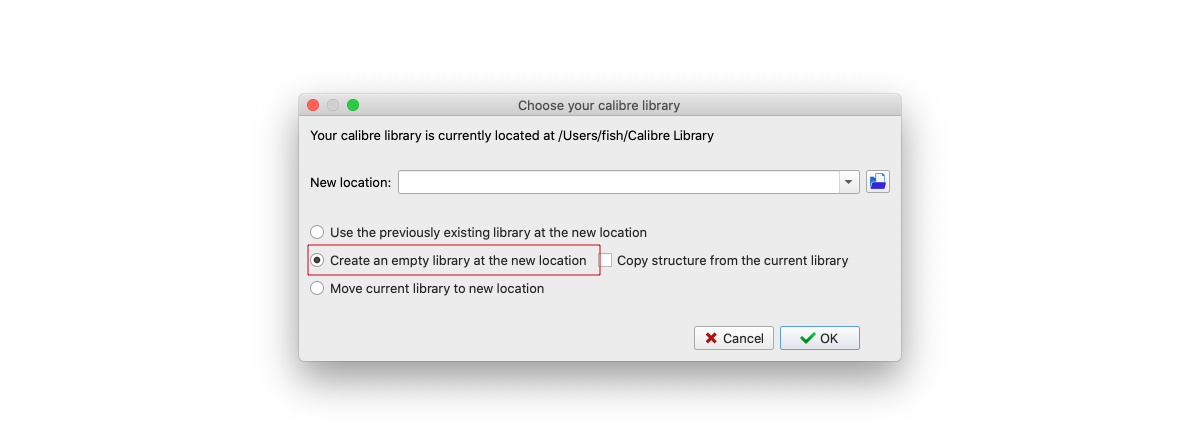 Choose your calibre library
Your calibre library is currently located at /Users/fish/Calibre Library
New location:
Use the previously existing library at the new location
Create an empty library at the new location Copy structure from the current library
Move current library to new location
Cancel OK